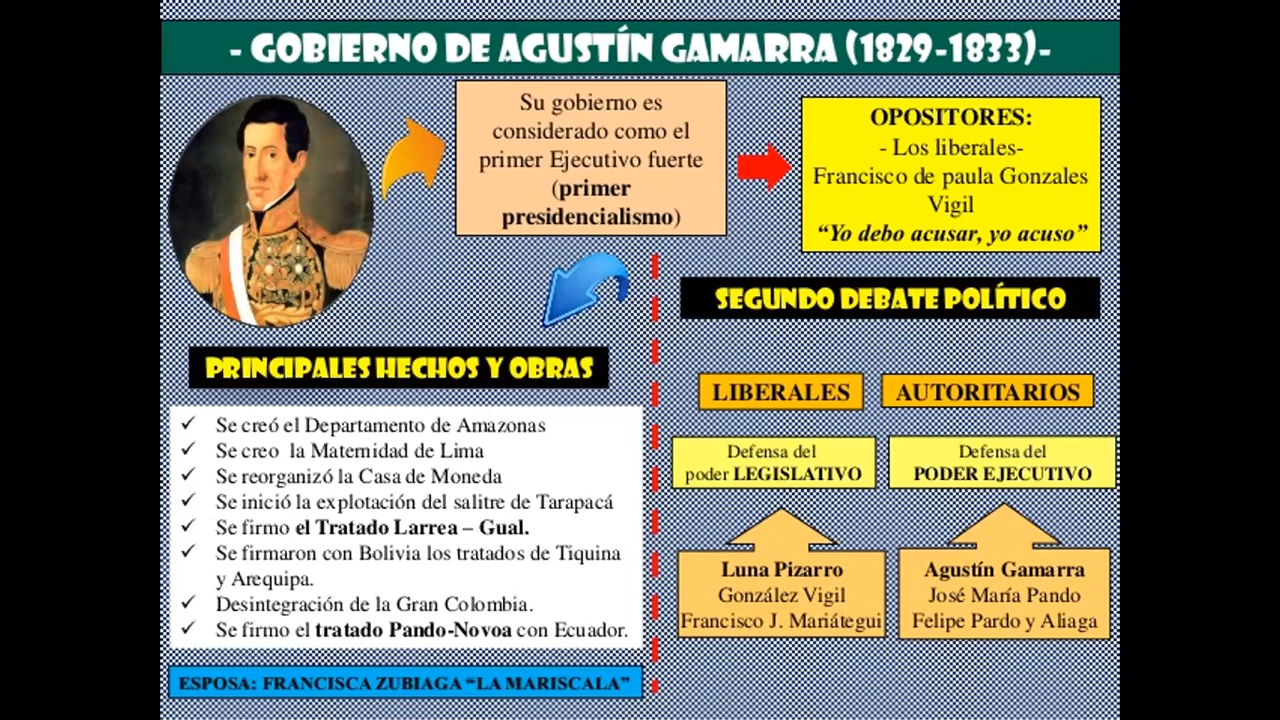 - GOBIERNO DE AGUSTÍN GAMARRA (1829-1833)-
Su gobierno es
considerado como el
primer Ejecutivo fuerte
(primer
presidencialismo)
OPOSITORES:
- Los liberales-
Francisco de paula Gonzales
Vigil
“Yo debo acusar, yo acuso”
PRINCIPALES HECHOS Y OBRAS
✓ Se creó el Departamento de Amazonas
✓ Se creo la Maternidad de Lima
✓ Se reorganizó la Casa de Moneda
✓ Se inició la explotación del salitre de Tarapacá
✓ Se firmo el Tratado Larrea – Gual.
✓ Se firmaron con Bolivia los tratados de Tiquina
y Arequipa.
✓ Desintegración de la Gran Colombia.
✓ Se firmo el tratado Pando-Novoa con Ecuador.
ESPOSA: FRANCISCA ZUBIAGA “LA MARISCALA”
SEGUNDO DEBATE POLÍTICO
LIBERALES
Defensa del
poder LEGISLATIVO
Luna Pizarro
González Vigil
Francisco J. Mariátegui
AUTORITARIOS
Defensa del
PODER EJECUTIVO
Agustín Gamarra
José María Pando
Felipe Pardo y Aliaga